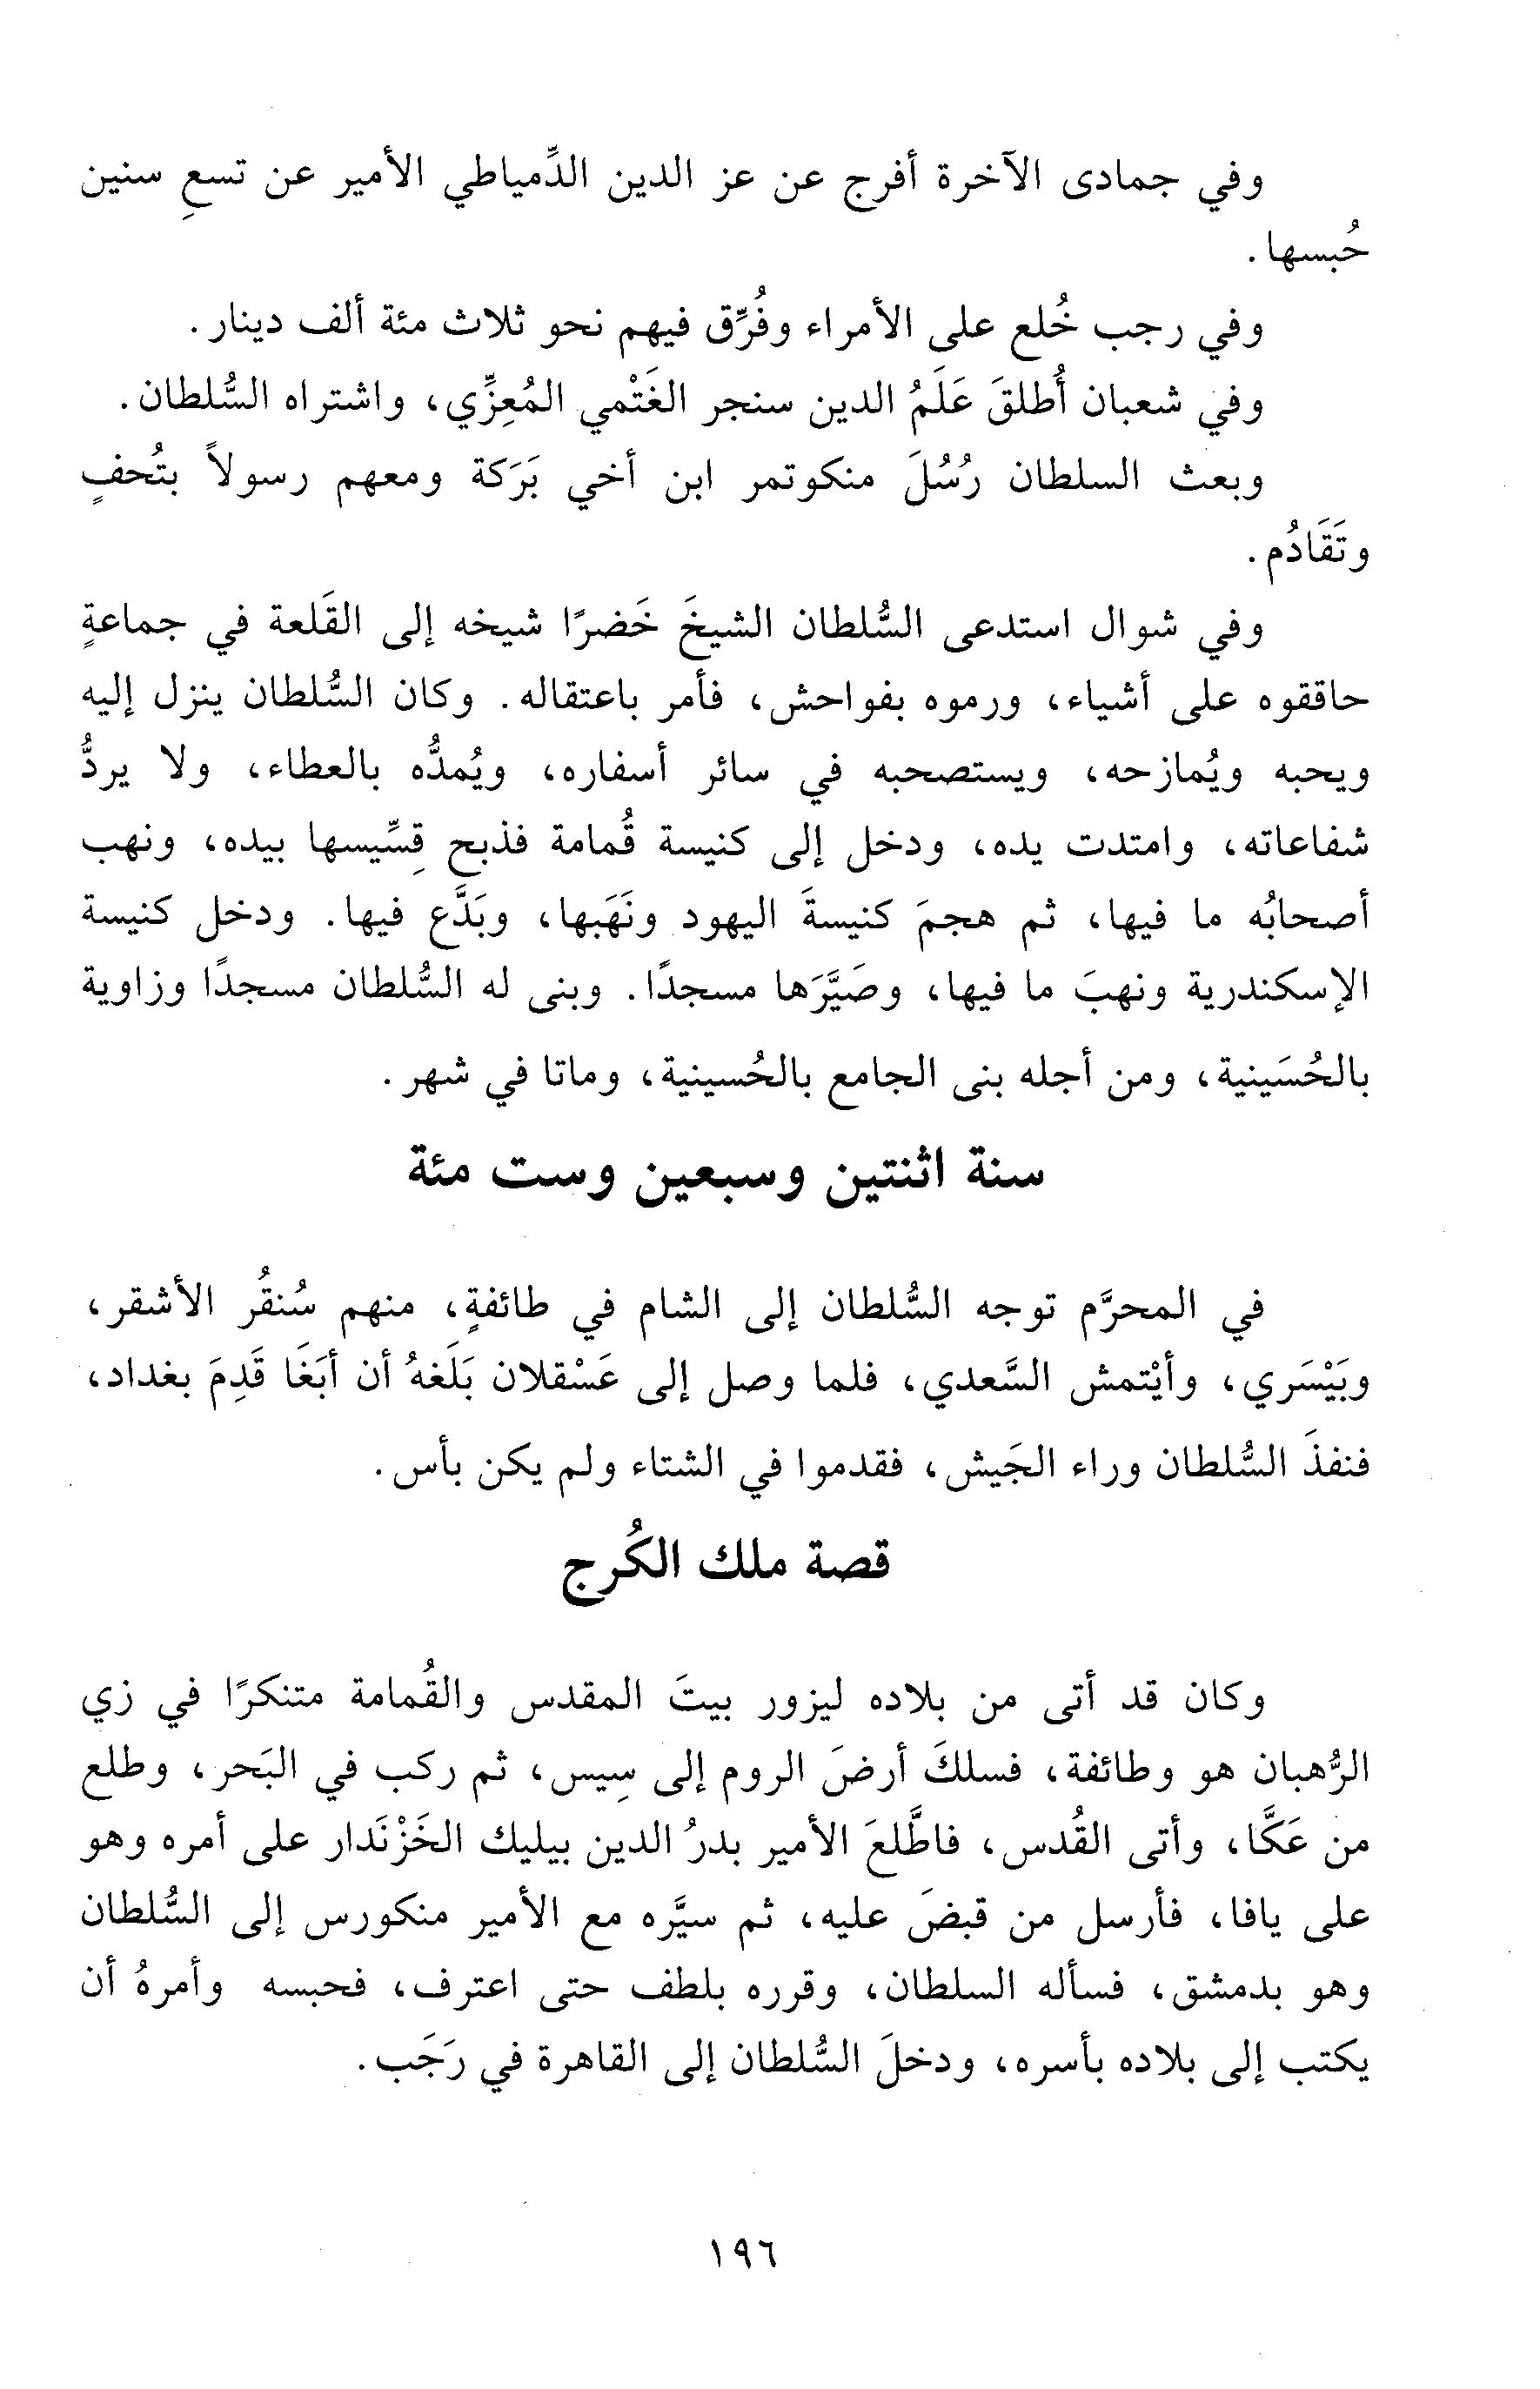 وفي جمادى الآخرة أفرج عن عز الدين الدِّمياطي الأمير عن تسعِ سنين
حُبسها .
وفي رجب خُلع على الأمراء وفُرِّق فيهم نحو ثلاث مئة ألف دينار .
وفي شعبان أُطلقَ عَلَمُ الدين سنجر الغَتْمي المُعِزِّي، واشتراه السُّلطان .
وبعث السلطان رُسُلَ منكوتمر ابن أخي بَرَكة ومعهم رسولاً بتُحفٍ
وتَقَادُم .
وفي شوال استدعى السُّلطان الشيخَ خَضرًا شيخه إلى القَلعة في جماعةٍ
حاققوه على أشياء، ورموه بفواحش، فأمر باعتقاله . وكان السُّلطان ينزل إليه
ويحبه ويُمازحه، ويستصحبه في سائر أسفاره، ويُمدُّه بالعطاء، ولا يردُّ
شفاعاته، وامتدت يده، ودخل إلى كنيسة قُمامة فذبح قِسِّيسها بيده، ونهب
أصحابُه ما فيها، ثم هجمَ كنيسةَ اليهود ونَهَبها، وبَدَّع فيها . ودخل كنيسة
الإسكندرية ونهبَ ما فيها، وصَيَّرَها مسجدًا . وبنى له السُّلطان مسجدًا وزاوية
بالحُسَينية، ومن أجله بنى الجامع بالحُسينية، وماتا في شهر .
سنة اثنتين وسبعين وست مئة
في المحرَّم توجه السُّلطان إلى الشام في طائفةٍ، منهم سُنقُر الأشقر،
وبَيْسَري، وأيْتمش السَّعدي، فلما وصل إلى عَسْقلان بَلَغهُ أن أبَغَا قَدِمَ بغداد،
فنفذَ السُّلطان وراء الجَيش، فقدموا في الشتاء ولم يكن بأس .
قصة ملك الكُرج
وكان قد أتى من بلاده ليزور بيتَ المقدس والقُمامة متنكرًا في زي
الرُّهبان هو وطائفة، فسلكَ أرضَ الروم إلى سِيس، ثم ركب في البَحر، وطلع
من عَكَّا، وأتى القُدس، فاطَّلعَ الأمير بدرُ الدين بيليك الخَزْنَدار على أمره وهو
على يافا، فأرسل من قبضَ عليه، ثم سيَّره مع الأمير منكورس إلى السُّلطان
وهو بدمشق، فسأله السلطان، وقرره بلطف حتى اعترف، فحبسه وأمرهُ أن
يكتب إلى بلاده بأسره، ودخلَ السُّلطان إلى القاهرة في رَجَب .
١٩٦